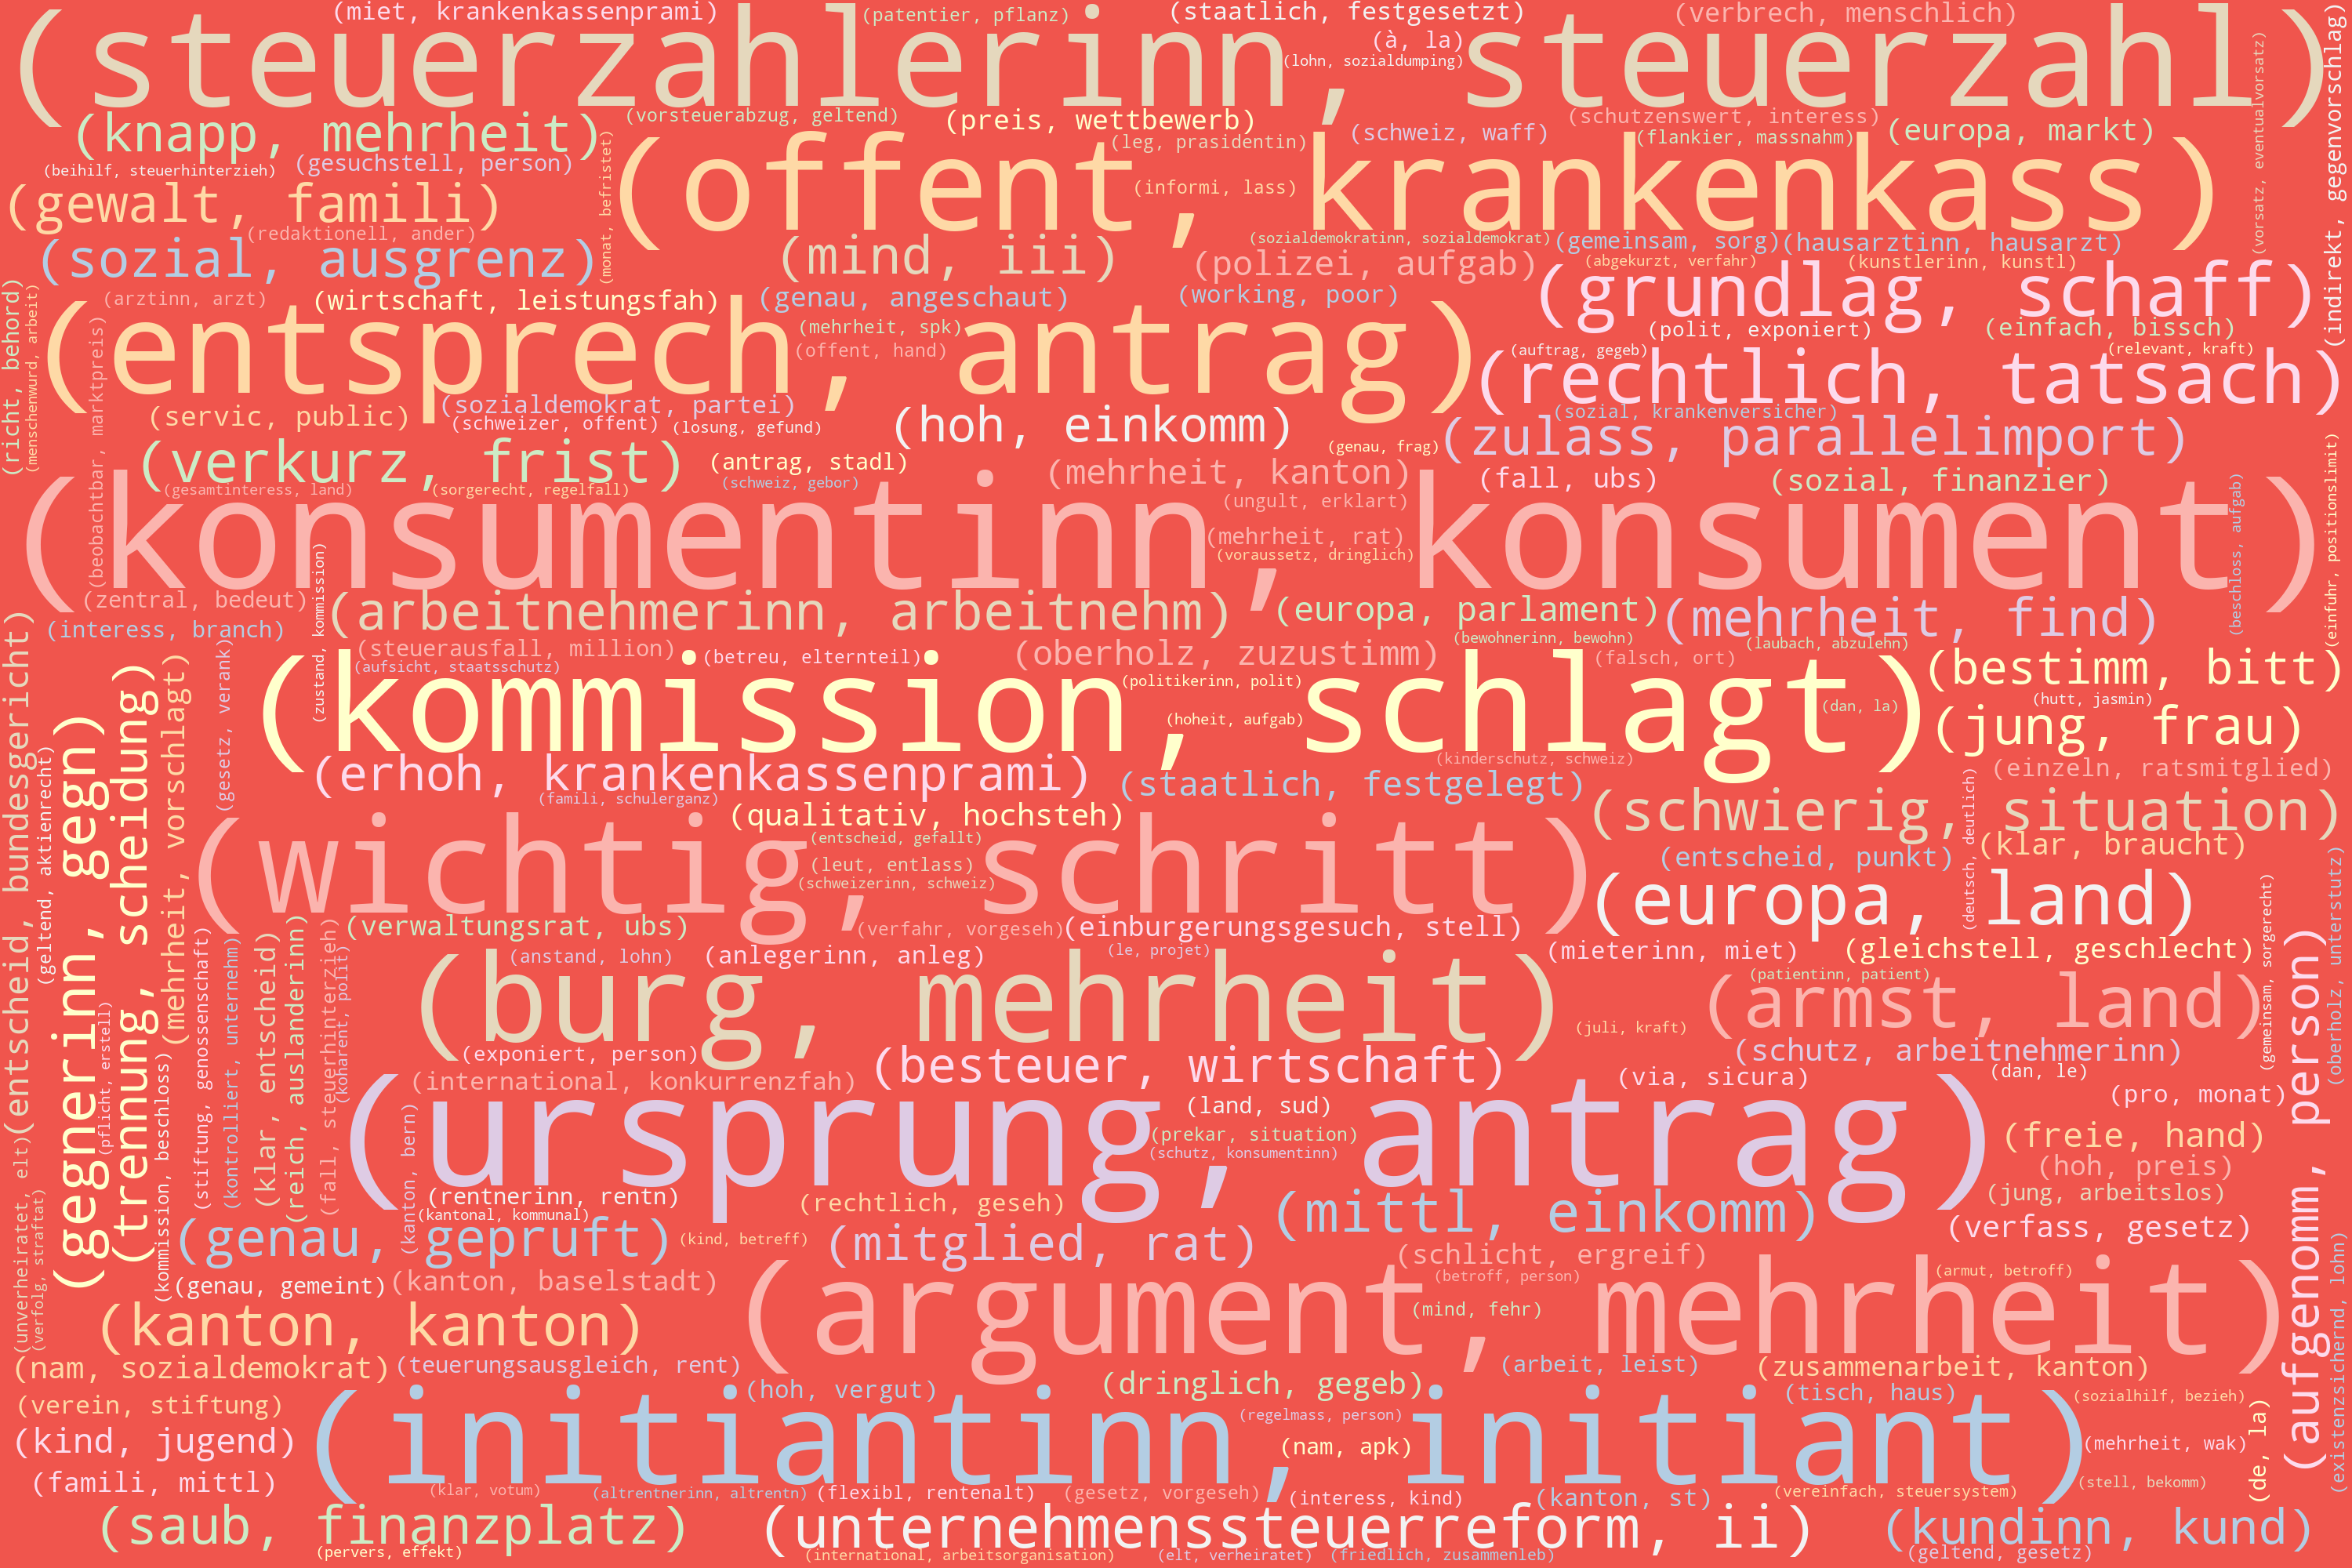 (miet, krankenkassenprami)
(patentier, pflanz)
(staatlich, festgesetzt)
(verbrech, menschlich)
(steuerzahlerinn, steuerzahl)
(à, la)
(lohn, sozialdumping)
(indirekt, gegenvorschlag)
(vorsatz, eventualvorsatz)
(knapp, mehrheit)
(vorsteuerabzug, geltend)
(preis, wettbewerb)
(schutzenswert, interess)
(schweiz, waff)
(flankier, massnahm)
(europa, markt)
(beihilf, steuerhinterzieh)
(gesuchstell, person)
(monat, befristet)
(offent, krankenkass)
(leg, prasidentin)
(informi, lass)
(gewalt, famili)
(redaktionell, ander)
(sozial, ausgrenz)
(mind, iii)
(sozialdemokratinn, sozialdemokrat)
(gemeinsam, sorg)
(hausarztinn, hausarzt)
(polizei, aufgab)
(abgekurzt, verfahr)
(kunstlerinn, kunstl)
(richt, behord)
(menschenwurd, arbeit)
(arztinn, arzt)
(wirtschaft, leistungsfah)
(genau, angeschaut)
(working, poor)
(grundlag, schaff)
(beobachtbar, marktpreis)
(entsprech, antrag)
(mehrheit, spk)
(offent, hand)
(polit, exponiert)
(einfach, bissch)
(auftrag, gegeb)
(relevant, kraft)
(rechtlich, tatsach)
(servic, public)
(sozialdemokrat, partei)
(schweizer, offent)
(losung, gefund)
(hoh, einkomm)
(sozial, krankenversicher)
(genau, frag)
(zulass, parallelimport)
(verkurz, frist)
(antrag, stadl)
(schweiz, gebor)
(mehrheit, kanton)
(fall, ubs)
(sozial, finanzier)
(einfuhr, positionslimit)
(gesamtinteress, land)
(sorgerecht, regelfall)
(ungult, erklart)
(konsumentinn, konsument)
(mehrheit, rat)
(voraussetz, dringlich)
(beschloss, aufgab)
(zustand, kommission)
(zentral, bedeut)
(arbeitnehmerinn, arbeitnehm)
(europa, parlament)
(mehrheit, find)
(interess, branch)
(entscheid, bundesgericht)
(steuerausfall, million)
(aufsicht, staatsschutz)
(betreu, elternteil)
(oberholz, zuzustimm)
(bewohnerinn, bewohn)
(falsch, ort)
(laubach, abzulehn)
(bestimm, bitt)
(kommission, schlagt)
(politikerinn, polit)
(hoheit, aufgab)
(dan, la)
(hutt, jasmin)
(jung, frau)
(gesetz, verank)
(mehrheit, vorschlagt)
(trennung, scheidung)
(gegnerinn, gegn)
(geltend, aktienrecht)
(erhoh, krankenkassenprami)
(kinderschutz, schweiz)
(einzeln, ratsmitglied)
(staatlich, festgelegt)
(famili, schulerganz)
(qualitativ, hochsteh)
(schwierig, situation)
(deutsch, deutlich)
(wichtig, schritt)
(entscheid, gefallt)
(leut, entlass)
(schweizerinn, schweiz)
(entscheid, punkt)
(klar, braucht)
(oberholz, unterstutz)
(europa, land)
(gemeinsam, sorgerecht)
(verwaltungsrat, ubs)
(verfahr, vorgeseh)
(einburgerungsgesuch, stell)
(stiftung, genossenschaft)
(kontrolliert, unternehm)
(klar, entscheid)
(reich, auslanderinn)
(fall, steuerhinterzieh)
(koharent, polit)
(anstand, lohn)
(anlegerinn, anleg)
(le, projet)
(mieterinn, miet)
(gleichstell, geschlecht)
(burg, mehrheit)
(patientinn, patient)
(armst, land)
(aufgenomm, person)
(juli, kraft)
(pflicht, erstell)
(kommission, beschloss)
(exponiert, person)
(besteuer, wirtschaft)
(schutz, arbeitnehmerinn)
(international, konkurrenzfah)
(via, sicura)
(dan, le)
(pro, monat)
(ursprung, antrag)
(land, sud)
(prekar, situation)
(schutz, konsumentinn)
(freie, hand)
(hoh, preis)
(kanton, bern)
(unverheiratet, elt)
(verfolg, straftat)
(rentnerinn, rentn)
(rechtlich, geseh)
(jung, arbeitslos)
(mittl, einkomm)
(kantonal, kommunal)
(genau, gepruft)
(kind, betreff)
(mitglied, rat)
(verfass, gesetz)
(existenzsichernd, lohn)
(genau, gemeint)
(kanton, baselstadt)
(schlicht, ergreif)
(betroff, person)
(armut, betroff)
(argument, mehrheit)
(mind, fehr)
(kanton, kanton)
(nam, sozialdemokrat)
(teuerungsausgleich, rent)
(arbeit, leist)
(zusammenarbeit, kanton)
(hoh, vergut)
(dringlich, gegeb)
(tisch, haus)
(sozialhilf, bezieh)
(verein, stiftung)
(initiantinn, initiant)
(regelmass, person)
(nam, apk)
(mehrheit, wak)
(de, la)
(kind, jugend)
(famili, mittl)
(stell, bekomm)
(klar, votum)
(altrentnerinn, altrentn)
(flexibl, rentenalt)
(gesetz, vorgeseh)
(interess, kind)
(kanton, st)
(vereinfach, steuersystem)
(saub, finanzplatz)
(unternehmenssteuerreform, ii)
(kundinn, kund)
(pervers, effekt)
(international, arbeitsorganisation)
(elt, verheiratet)
(friedlich, zusammenleb)
(geltend, gesetz)